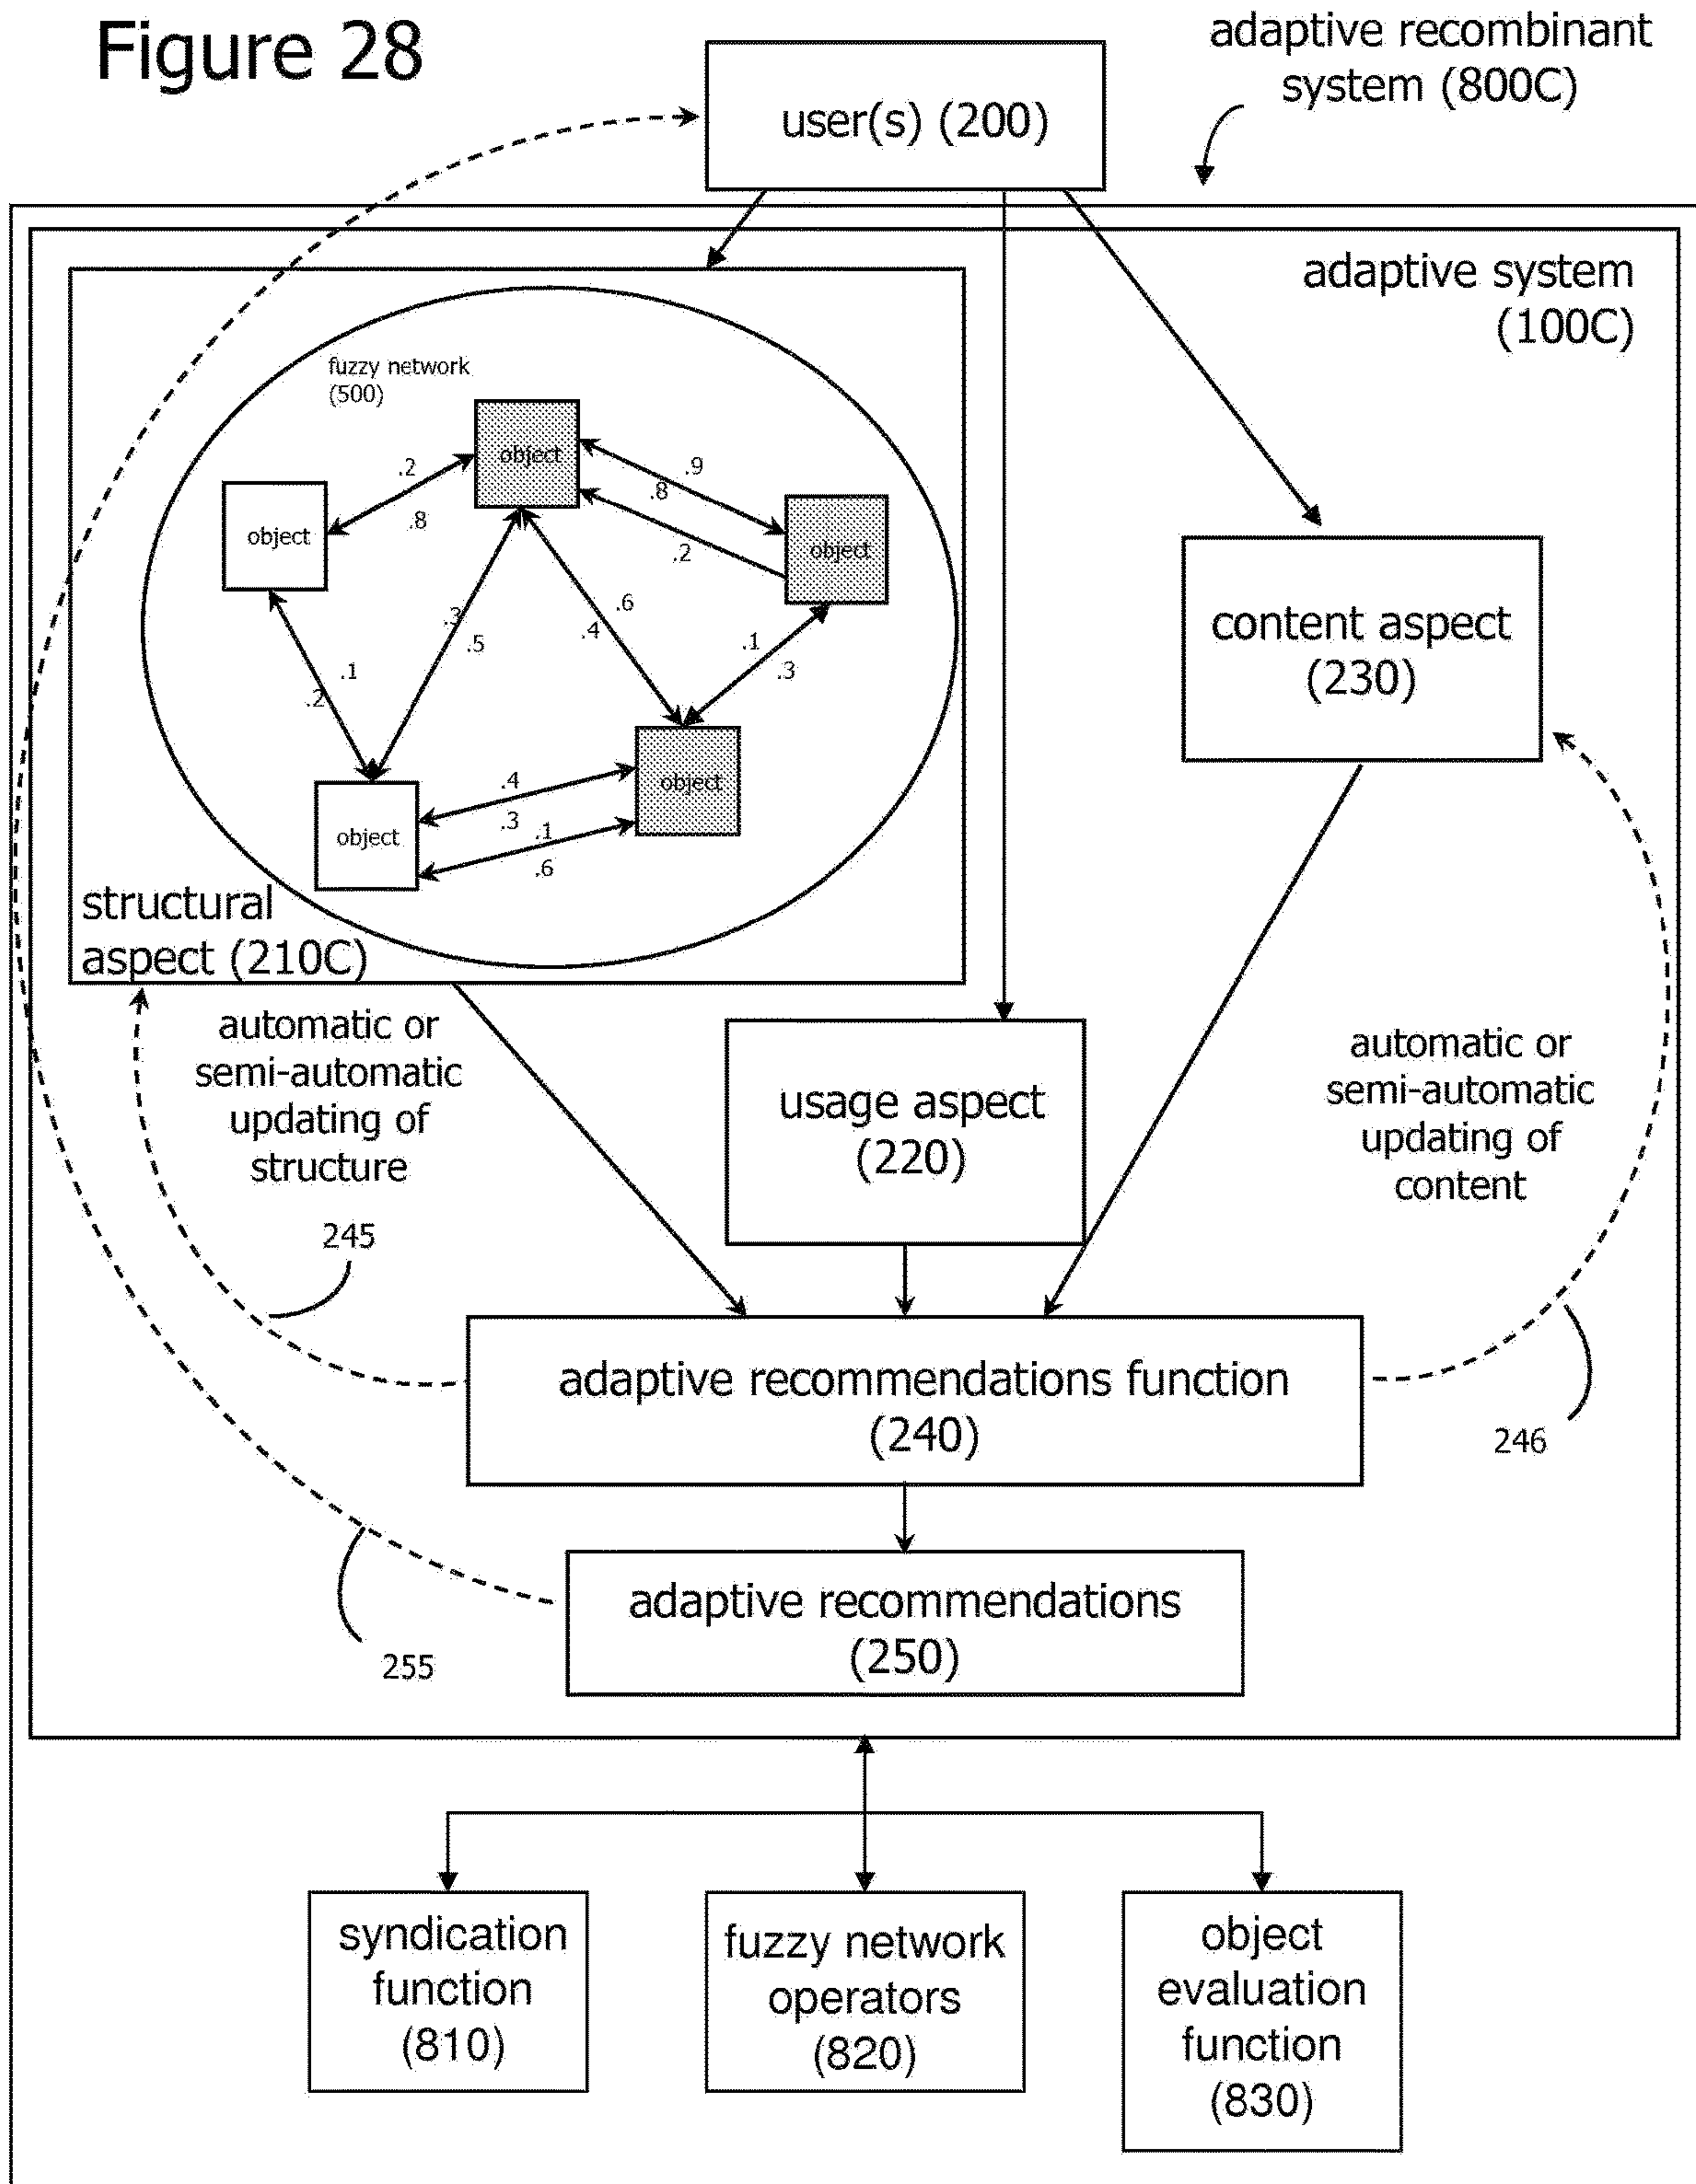 Figure 28
adaptive recombinant
system (800C)
user(s) (200)
adaptive system
(100C)
fuzzy network
(500)
object
.2
.8
.9
.8
.2
object
object
.3
.5
.6
.4
.1
.3
.1
.2
object
object
.4
.3
.1
.6
content aspect
(230)
structural
aspect (210C)
automatic or
semi-automatic
updating of
structure
245
usage aspect
(220)
automatic or
semi-automatic
updating of
content
246
adaptive recommendations function
(240)
adaptive recommendations
(250)
255
syndication
function
(810)
fuzzy network
operators
(820)
object
evaluation
function
(830)